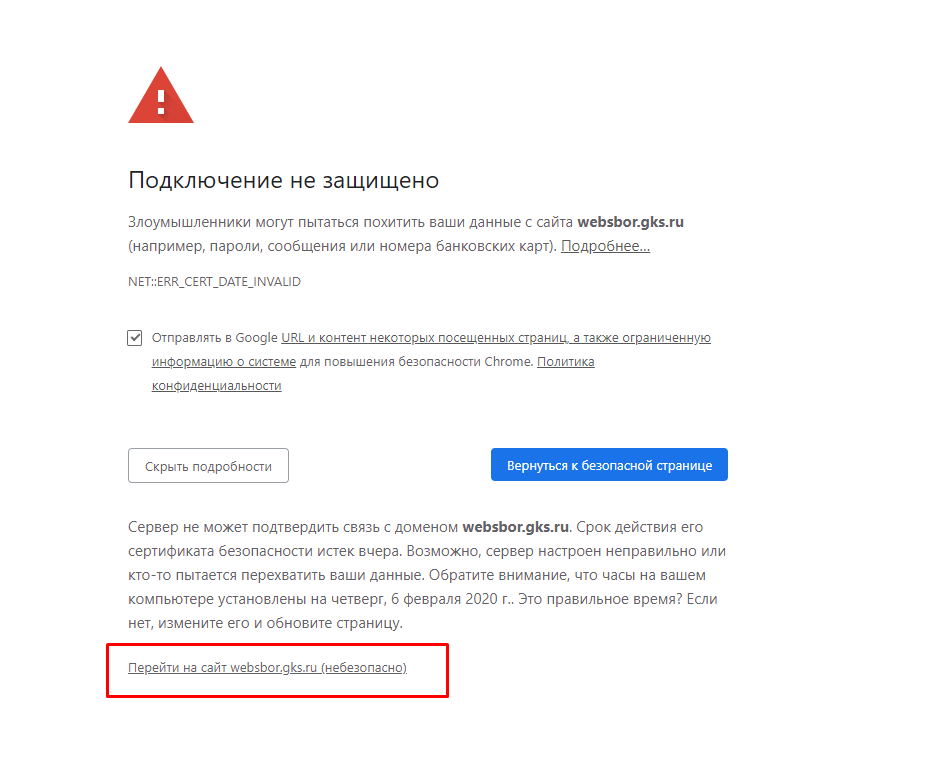 Подключение не защищено
Злоумышленники могут пытаться похитить ваши данные с сайта websbor.gks.ru
(например, пароли, сообщения или номера банковских карт). Подробнее…
NET::ERR_CERT_DATE_INVALID
Отправлять в Google URL и контент некоторых посещенных страниц, а также ограниченную
информацию о системе для повышения безопасности Chrome. Политика
конфиденциальности
Скрыть подробности
Вернуться к безопасной странице
Сервер не может подтвердить связь с доменом websbor.gks.ru. Срок действия его
сертификата безопасности истек вчера. Возможно, сервер настроен неправильно или
кто-то пытается перехватить ваши данные. Обратите внимание, что часы на вашем
компьютере установлены на четверг, 6 февраля 2020 г.. Это правильное время? Если
нет, измените его и обновите страницу.
Перейти на сайт websbor.gks.ru (небезопасно)